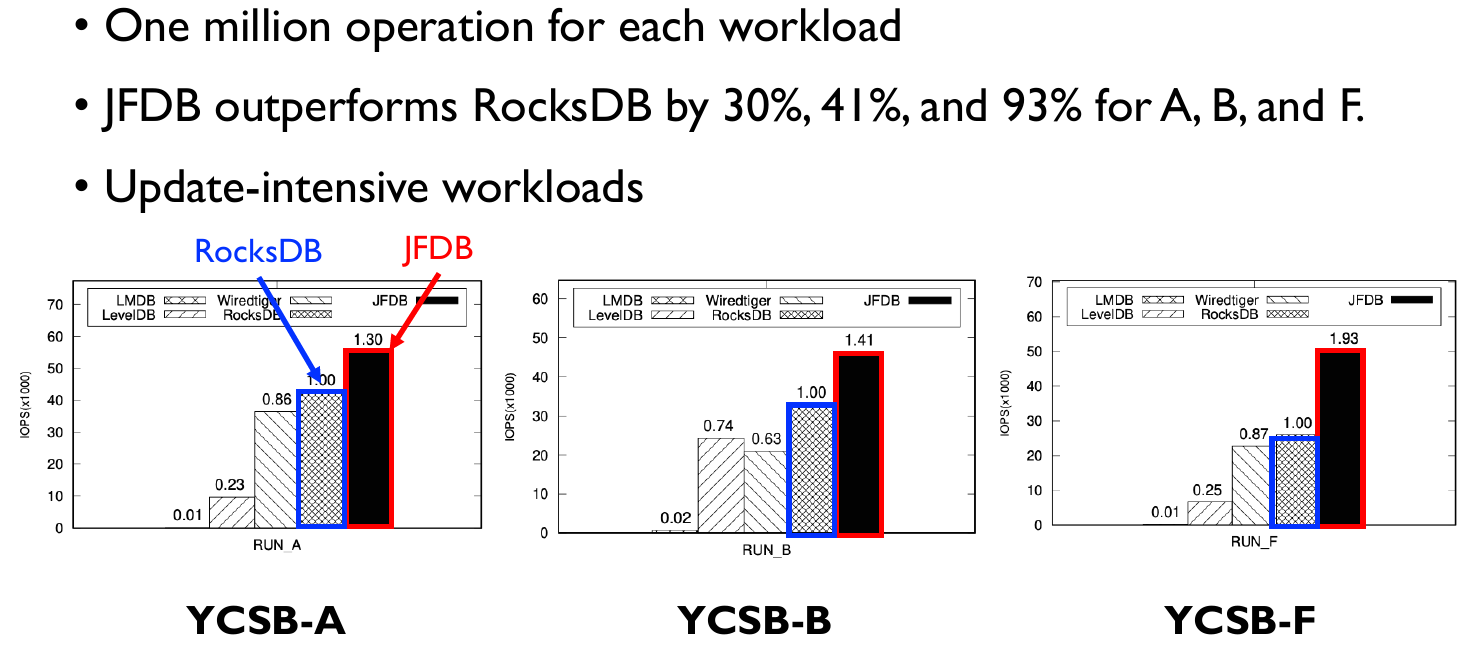 • One million operation for each workload
• JFDB outperforms RocksDB by 30%, 41%, and 93% for A, B, and F.
• Update-intensive workloads
RocksDB
JFDB
70
60
50
40
30
20
10
0
IOPS(x1000)
LMDB
LevelDB
Wiredtiger
RocksDB
JFDB
0.01
0.23
0.86
1.00
1.30
RUN_A
YCSB-A
60
50
40
30
20
10
0
IOPS(x1000)
LMDB
LevelDB
Wiredtiger
RocksDB
JFDB
0.02
0.74
0.63
1.00
1.41
RUN_B
YCSB-B
70
60
50
40
30
20
10
0
IOPS(x1000)
LMDB
LevelDB
Wiredtiger
RocksDB
JFDB
0.01
0.25
0.87
1.00
1.93
RUN_F
YCSB-F